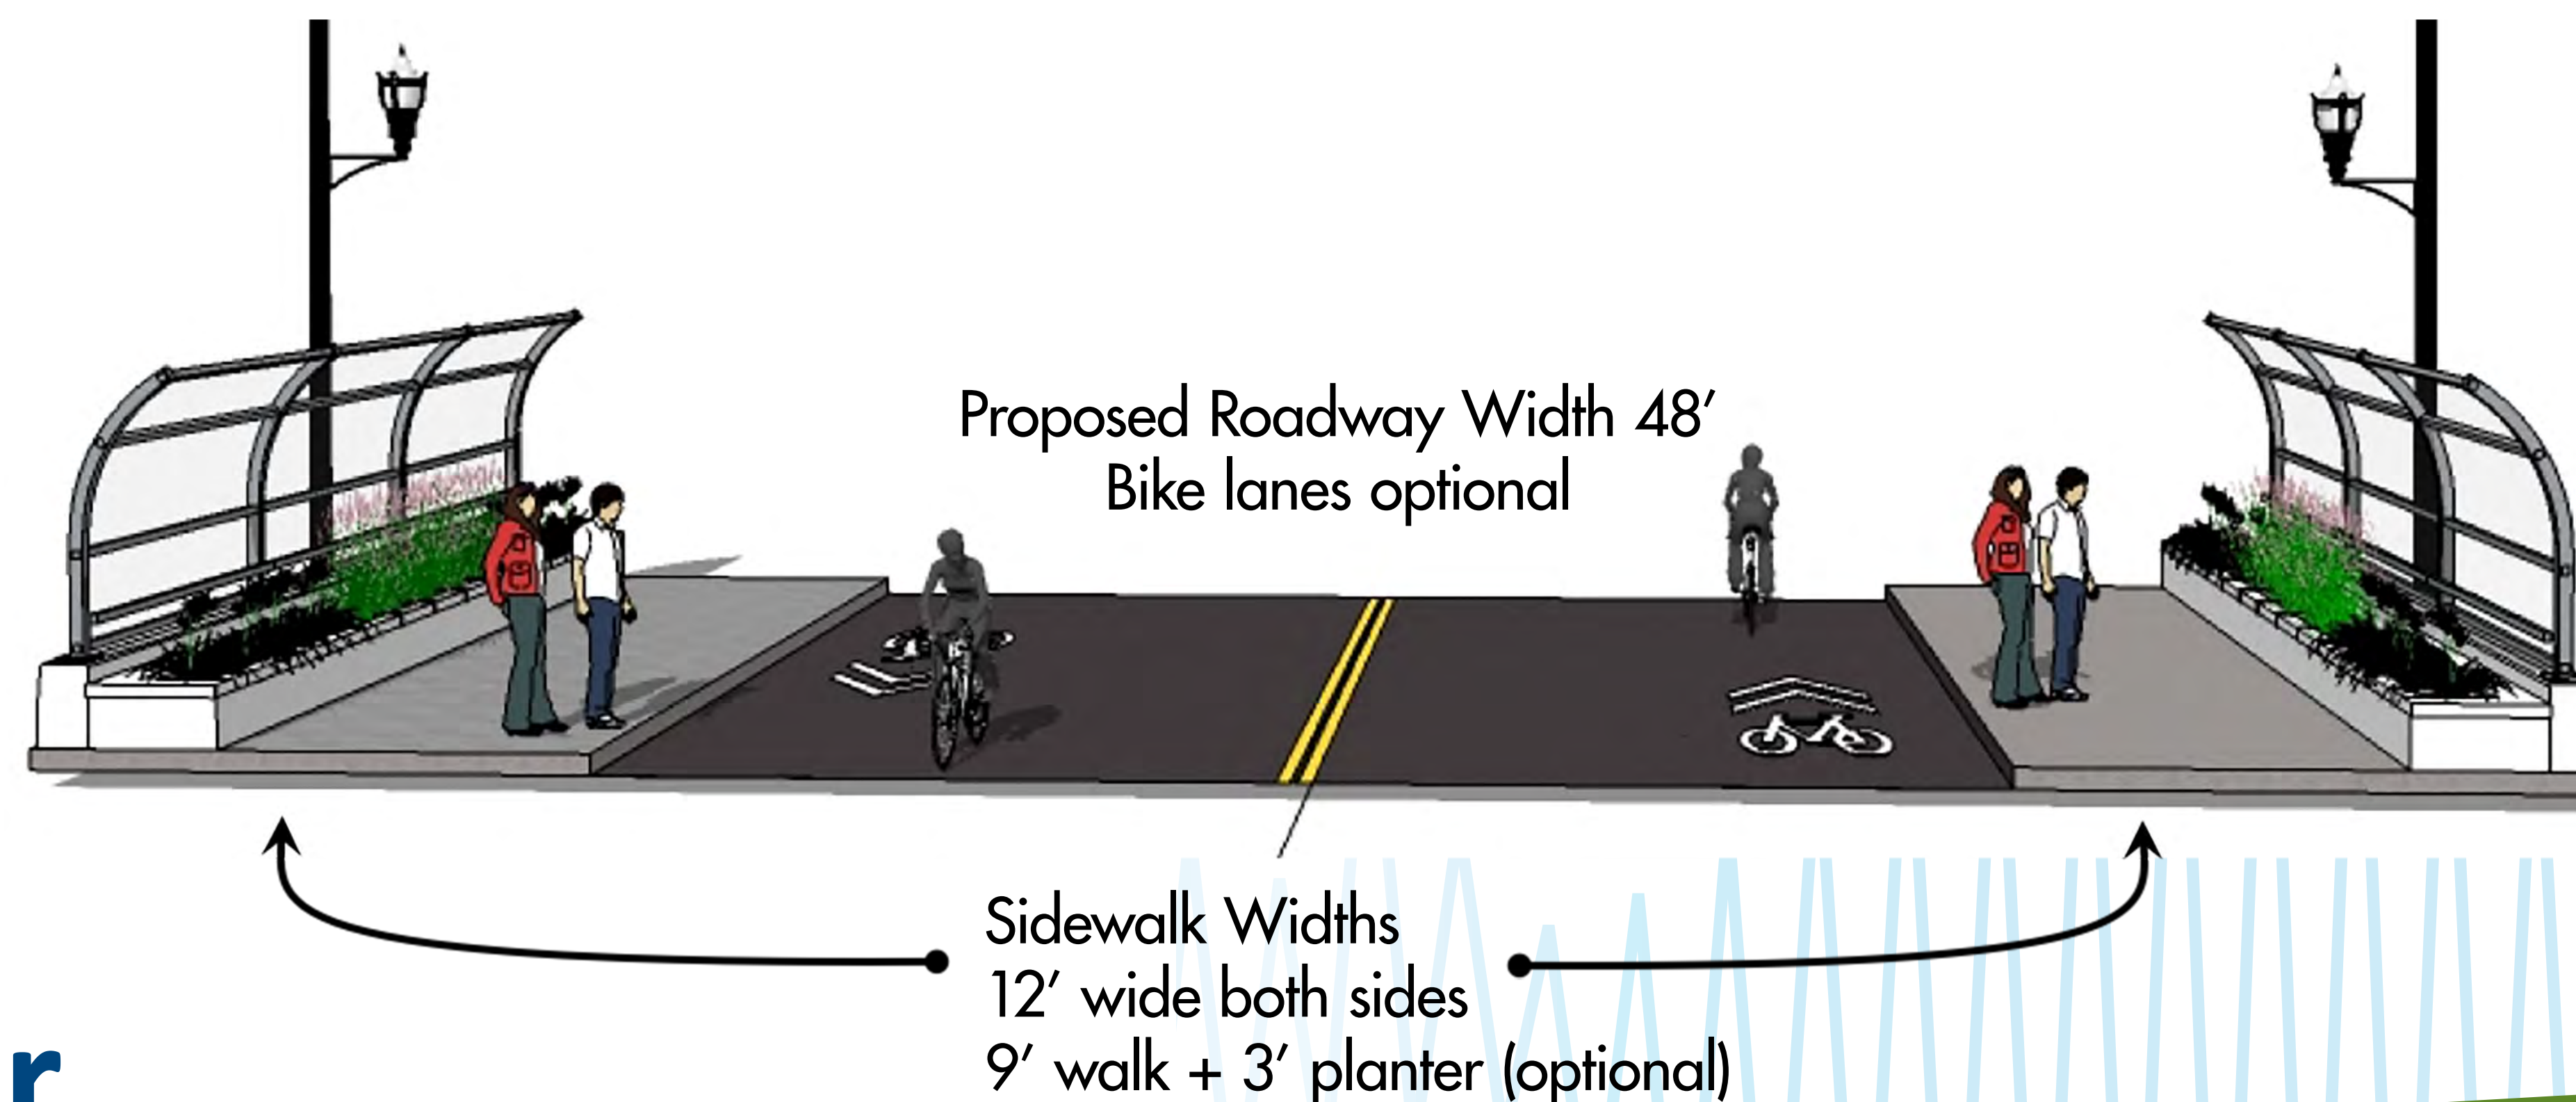 Proposed Roadway Width 48′
Bike lanes optional
Sidewalk Widths
12′ wide both sides
9′ walk + 3′ planter (optional)
r